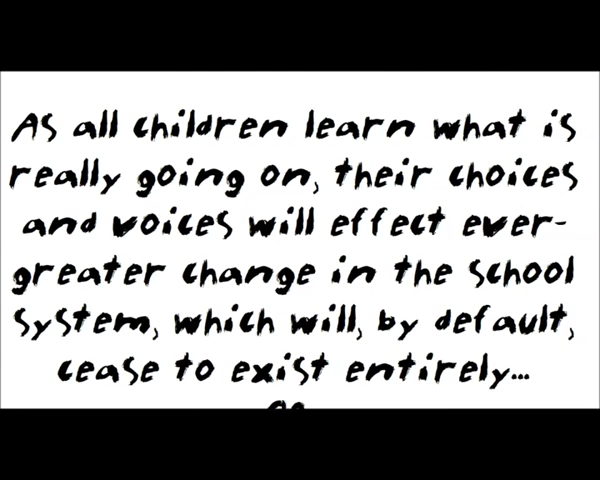 As all children learn what is
really going on, their choices
and voices will effect ever-
greater change in the school
system, which will, by default,
cease to exist entirely...